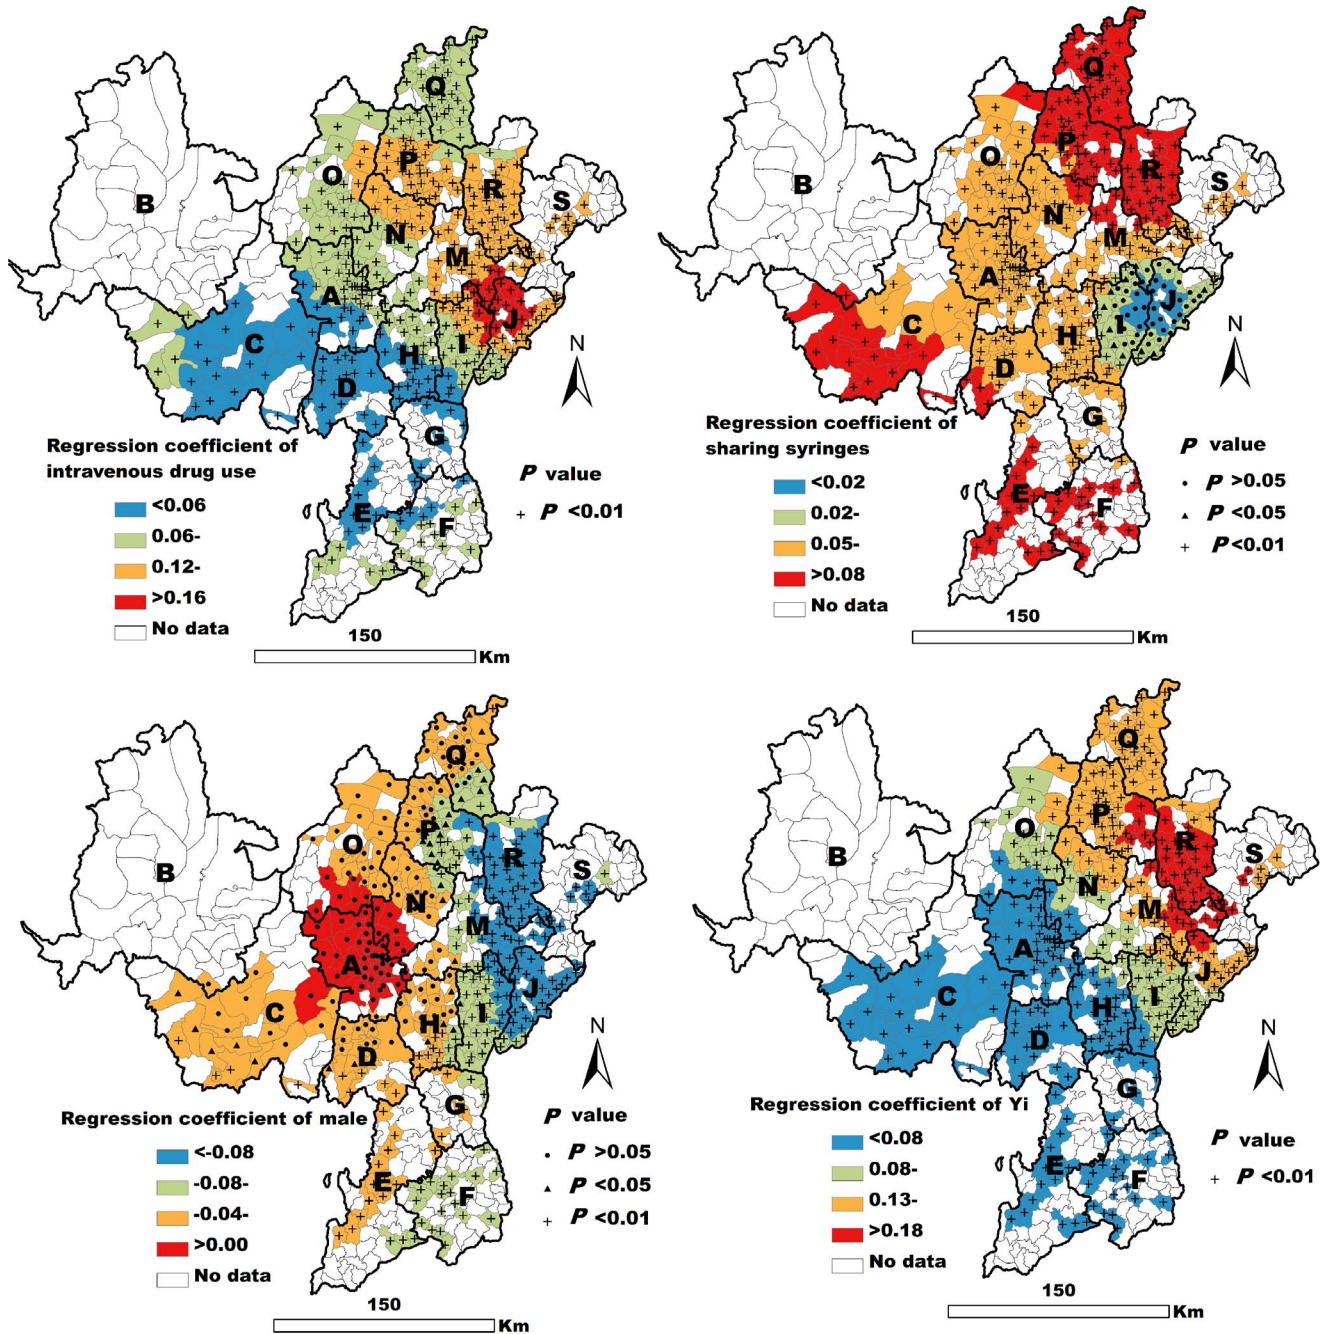 Q
P
O
R
S
B
N
M
A
J
C
H
I
D
G
E
F
N
Regression coefficient of
intravenous drug use
<0.06
0.06-
0.12-
>0.16
No data
P value
P <0.01
150
Km
Q
P
O
R
S
B
N
M
A
J
C
H
I
D
G
E
F
N
Regression coefficient of
sharing syringes
<0.02
0.02-
0.05-
>0.08
No data
P value
P >0.05
P <0.05
P<0.01
150
Km
Q
P
O
R
S
B
N
M
A
J
C
H
I
D
G
E
F
N
Regression coefficient of male
<-0.08
-0.08-
-0.04-
>0.00
No data
P value
P >0.05
P <0.05
P <0.01
150
Km
Q
P
O
R
S
B
N
M
A
J
C
H
I
D
G
E
F
N
Regression coefficient of Yi
<0.08
0.08-
0.13-
>0.18
No data
P value
P <0.01
150
Km